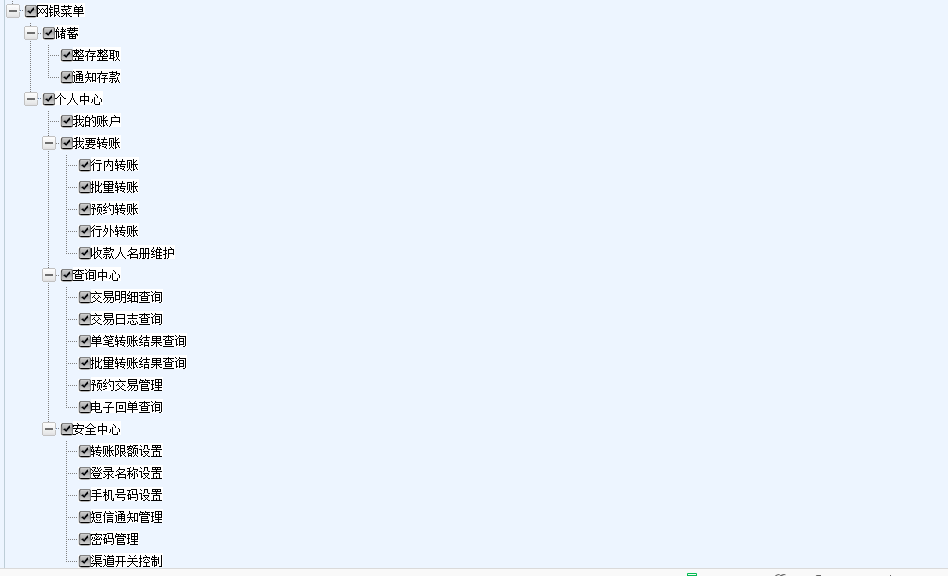 网银菜单
储蓄
整存整取
通知存款
个人中心
我的账户
我要转账
行内转账
批量转账
预约转账
行外转账
收款人名册维护
查询中心
交易明细查询
交易日志查询
单笔转账结果查询
批量转账结果查询
预约交易管理
电子回单查询
安全中心
转账限额设置
登录名称设置
手机号码设置
短信通知管理
密码管理
渠道开关控制